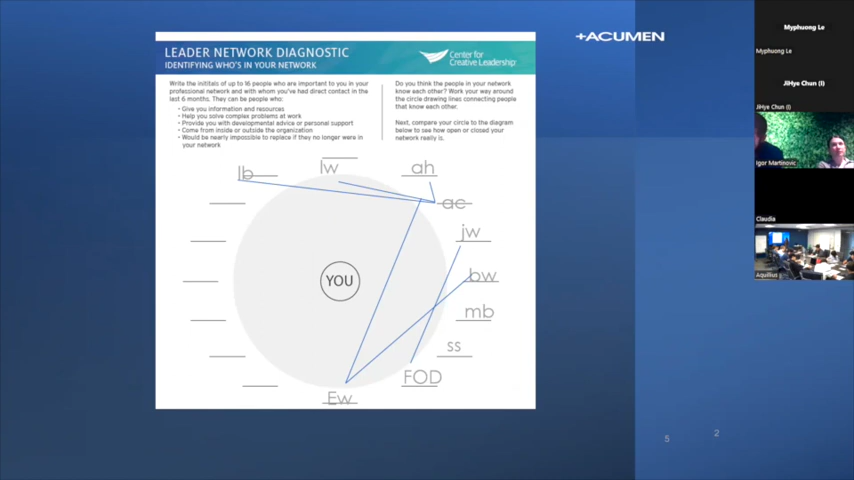 +ACUMEN
LEADER NETWORK DIAGNOSTIC
IDENTIFYING WHO'S IN YOUR NETWORK
Center for
Creative Leadership
Write the inititals of up to 16 people who are important to you in your
professional network and with whom you've had direct contact in the
last 6 months. They can be people who:
• Give you information and resources
• Help you solve complex problems at work
• Provide you with developmental advice or personal support
• Come from inside or outside the organization
• Would be nearly impossible to replace if they no longer were in
your network
Do you think the people in your network
know each other? Work your way around
the circle drawing lines connecting people
that know each other.
Next, compare your circle to the diagram
below to see how open or closed your
network really is.
lb
lw
ah
ac
jw
bw
mb
ss
FOD
Ew
YOU
5
2
Myphuong Le
Myphuong Le
JiHye Chun (I)
JiHye Chun (I)
Igor Martinovic
Claudia
Aquilius